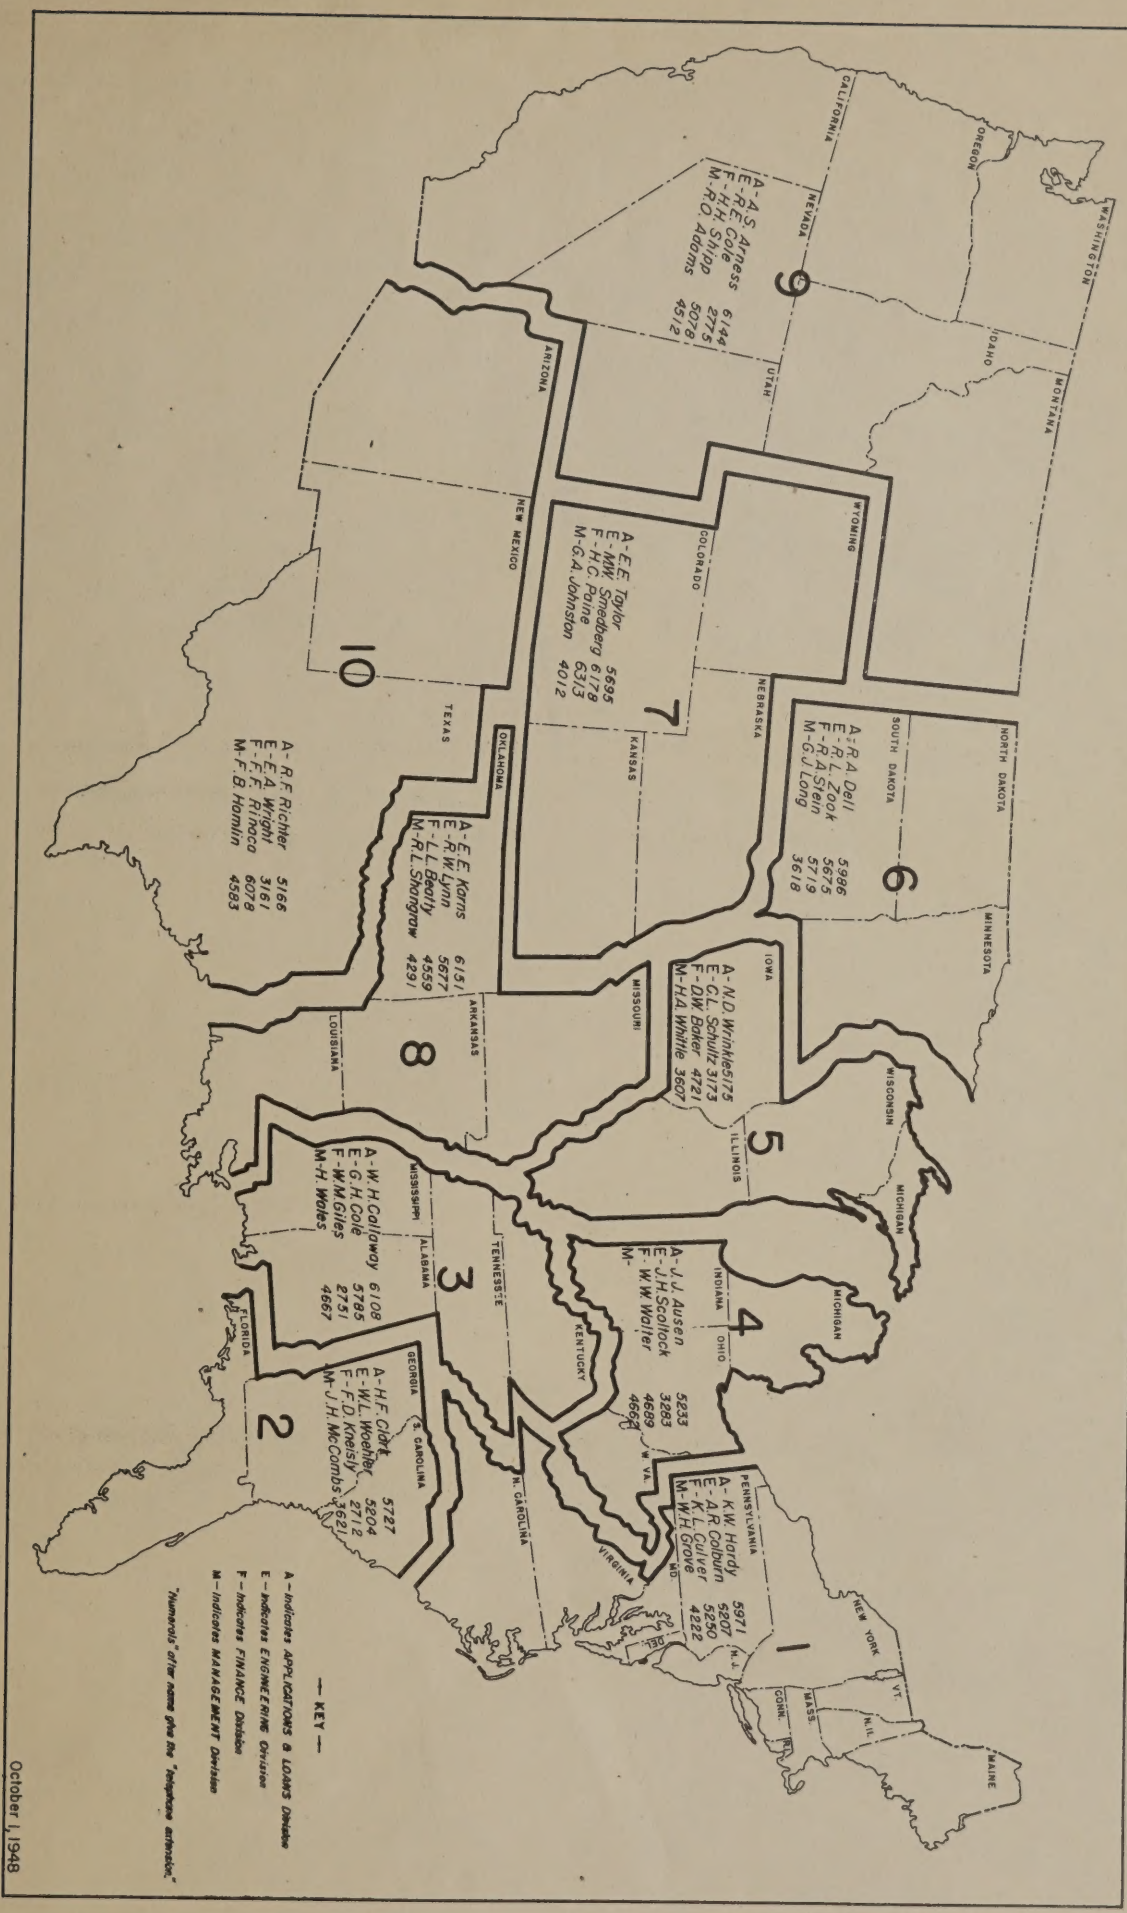 WASHINGTON
OREGON
CALIFORNIA
NEVADA
IDAHO
MONTANA
UTAH
9
A-A.S. Arness 6144
E-R.E. Cole 2775
F-H.H. Shipp 5078
M-R.O. Adams 4512
ARIZONA
NEW MEXICO
TEXAS
10
A-R.F. Richter 5166
E-E.A. Wright 3161
F-F.F. Rinaca 6078
M-F.B. Hamlin 4583
WYOMING
COLORADO
NEBRASKA
KANSAS
7
A-E.E. Taylor 5695
E-M.W. Smedberg 6178
F-H.C. Paine 6313
M-G.A. Johnston 4012
NORTH DAKOTA
SOUTH DAKOTA
MINNESOTA
6
A-R.A. Dell 5986
E-R.L. Zook 5675
F-R.A. Stein 5719
M-G.J. Long 3618
OKLAHOMA
MISSOURI
ARKANSAS
LOUISIANA
8
A-E.E. Karns 6151
E-R.W. Lynn 5677
F-L.L. Beatty 4559
M-R.L. Shangraw 4291
IOWA
WISCONSIN
ILLINOIS
MICHIGAN
5
A-N.D. Wrinkle 5175
E-C.L. Schultz 3173
F-D.W. Baker 4721
M-H.A. Whittle 3607
MICHIGAN
INDIANA
OHIO
KENTUCKY
W. VA.
4
A-J.J. Ausen 5233
E-J.H. Scoltock 3283
F-W.W. Walter 4689
M- 4662
MISSISSIPPI
ALABAMA
TENNESSEE
3
A-W.H. Callaway 6108
E-G.H. Cole 5785
F-W.M. Giles 2751
M-H. Wales 4667
FLORIDA
GEORGIA
S. CAROLINA
2
A-H.F. Clark 5727
E-W.L. Woehler 5204
F-F.D. Kneisly 2712
M-J.H. McCombs 3621
N. CAROLINA
VIRGINIA
MD.
DEL.
PENNSYLVANIA
N.J.
NEW YORK
CONN.
R.I.
MASS.
VT.
N.H.
MAINE
1
A-K.W. Hardy 5971
E-A.R. Colburn 6207
F-K.L. Culver 5250
M-W.H. Grove 4222
— KEY —
A-Indicates APPLICATIONS & LOANS Division
E-Indicates ENGINEERING Division
F-Indicates FINANCE Division
M-Indicates MANAGEMENT Division
"Numerals" after name give the "telephone extension."
October 1, 1948